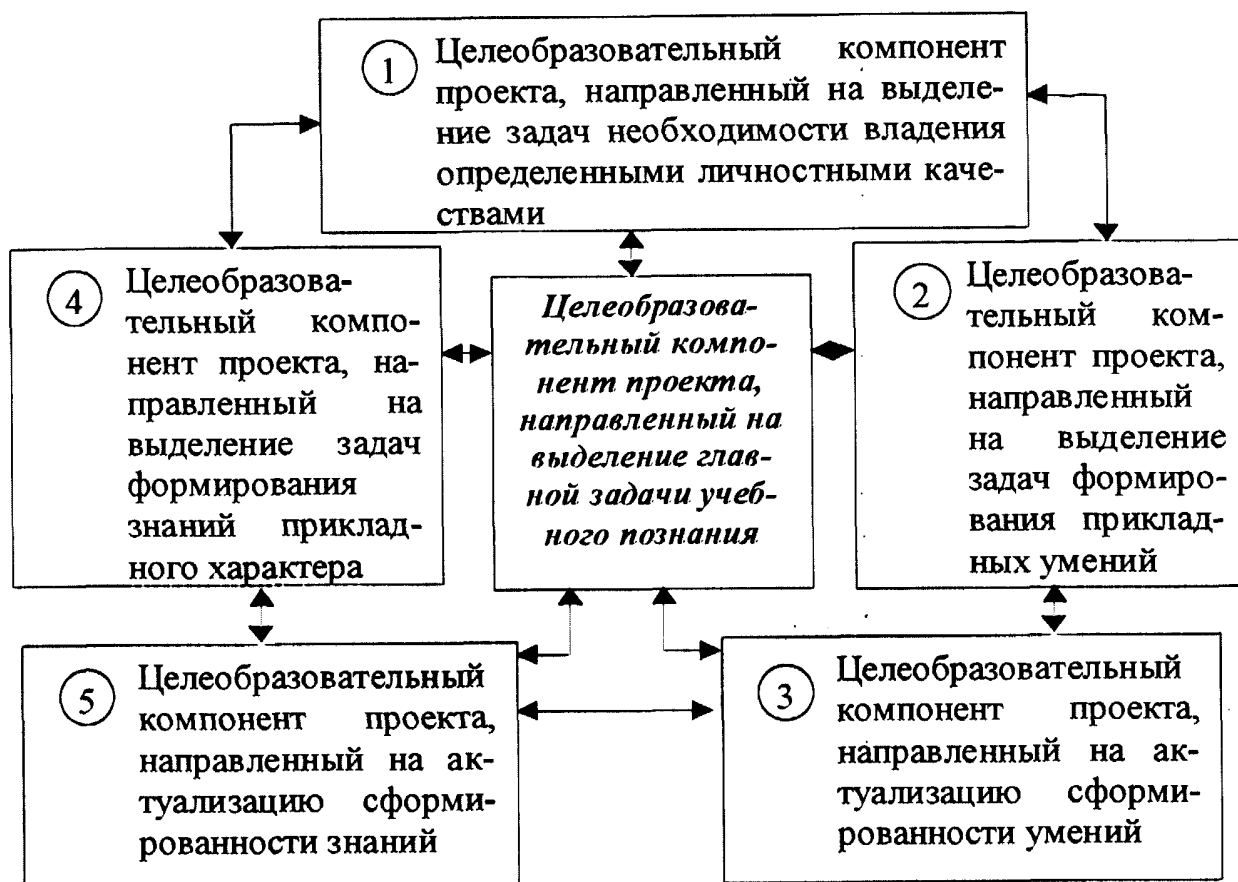 1
Целеобразовательный компонент
проекта, направленный на выделе-
ние задач необходимости владения
определенными личностными каче-
ствами
4
Целеобразова-
тельный компо-
нент проекта, на-
правленный на
выделение задач
формирования
знаний приклад-
ного характера
Целеобразова-
тельный компо-
нент проекта,
направленный на
выделение глав-
ной задачи учеб-
ного познания
2
Целеобразова-
тельный ком-
понент проекта,
направленный
на выделение
задач формиро-
вания приклад-
ных умений
5
Целеобразовательный
компонент проекта,
направленный на ак-
туализацию сформи-
рованности знаний
3
Целеобразовательный
компонент проекта,
направленный на ак-
туализацию сформи-
рованности умений